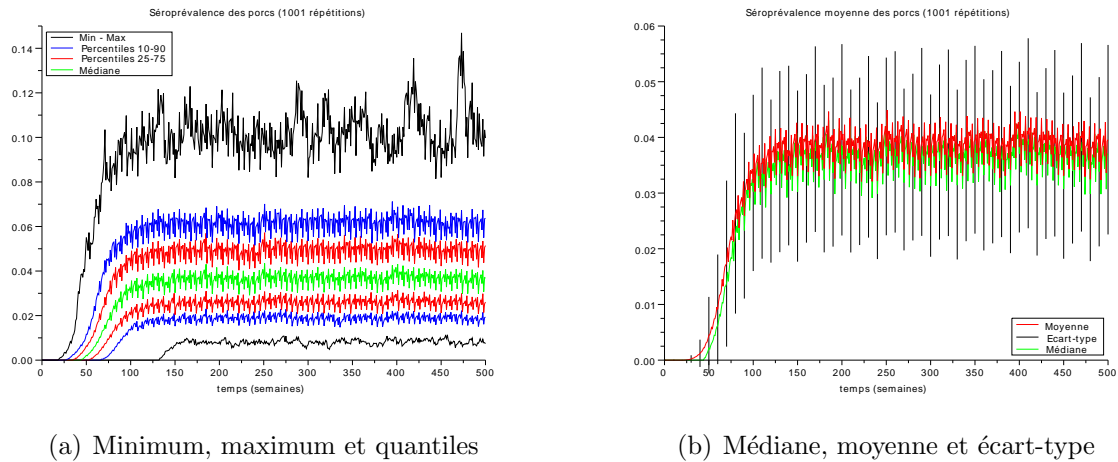 Séroprévalence des porcs (1001 répétitions)
0.14
0.12
0.10
0.08
0.06
0.04
0.02
0.00
Min - Max
Percentiles 10-90
Percentiles 25-75
Médiane
0 50 100 150 200 250 300 350 400 450 500
temps (semaines)
(a) Minimum, maximum et quantiles
Séroprévalence moyenne des porcs (1001 répétitions)
0.06
0.05
0.04
0.03
0.02
0.01
0.00
Moyenne
Ecart-type
Médiane
0 50 100 150 200 250 300 350 400 450 500
temps (semaines)
(b) Médiane, moyenne et écart-type